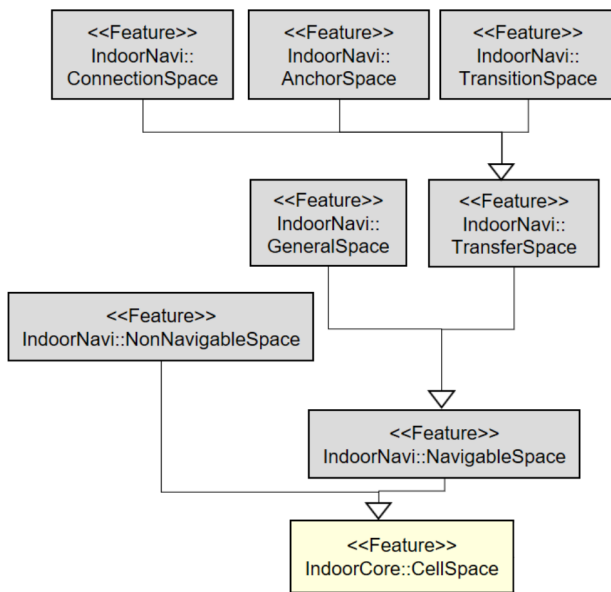 <<Feature>>
IndoorNavi::
ConnectionSpace
<<Feature>>
IndoorNavi::
AnchorSpace
<<Feature>>
IndoorNavi::
TransitionSpace
<<Feature>>
IndoorNavi::
GeneralSpace
<<Feature>>
IndoorNavi::
TransferSpace
<<Feature>>
IndoorNavi::NonNavigableSpace
<<Feature>>
IndoorNavi::NavigableSpace
<<Feature>>
IndoorCore::CellSpace